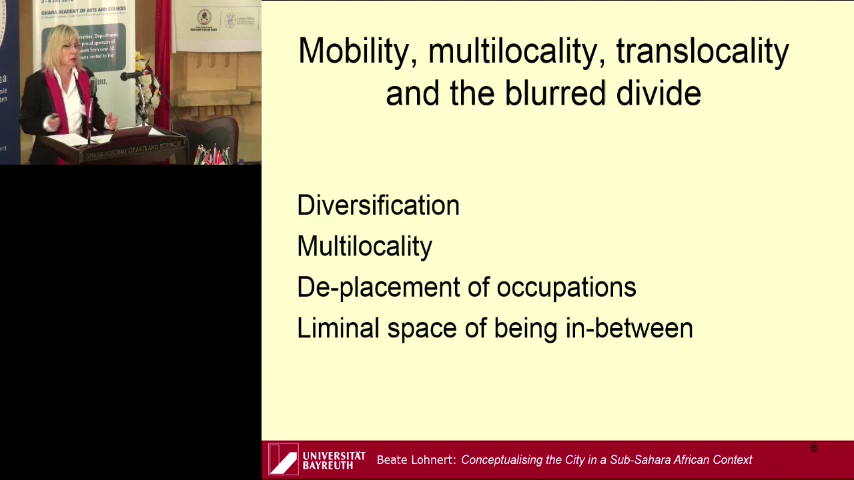 GHANA ACADEMY OF ARTS AND SCIENCES
Mobility, multilocality, translocality
and the blurred divide
Diversification
Multilocality
De-placement of occupations
Liminal space of being in-between
6
UNIVERSITÄT
BAYREUTH
Beate Lohnert: Conceptualising the City in a Sub-Sahara African Context